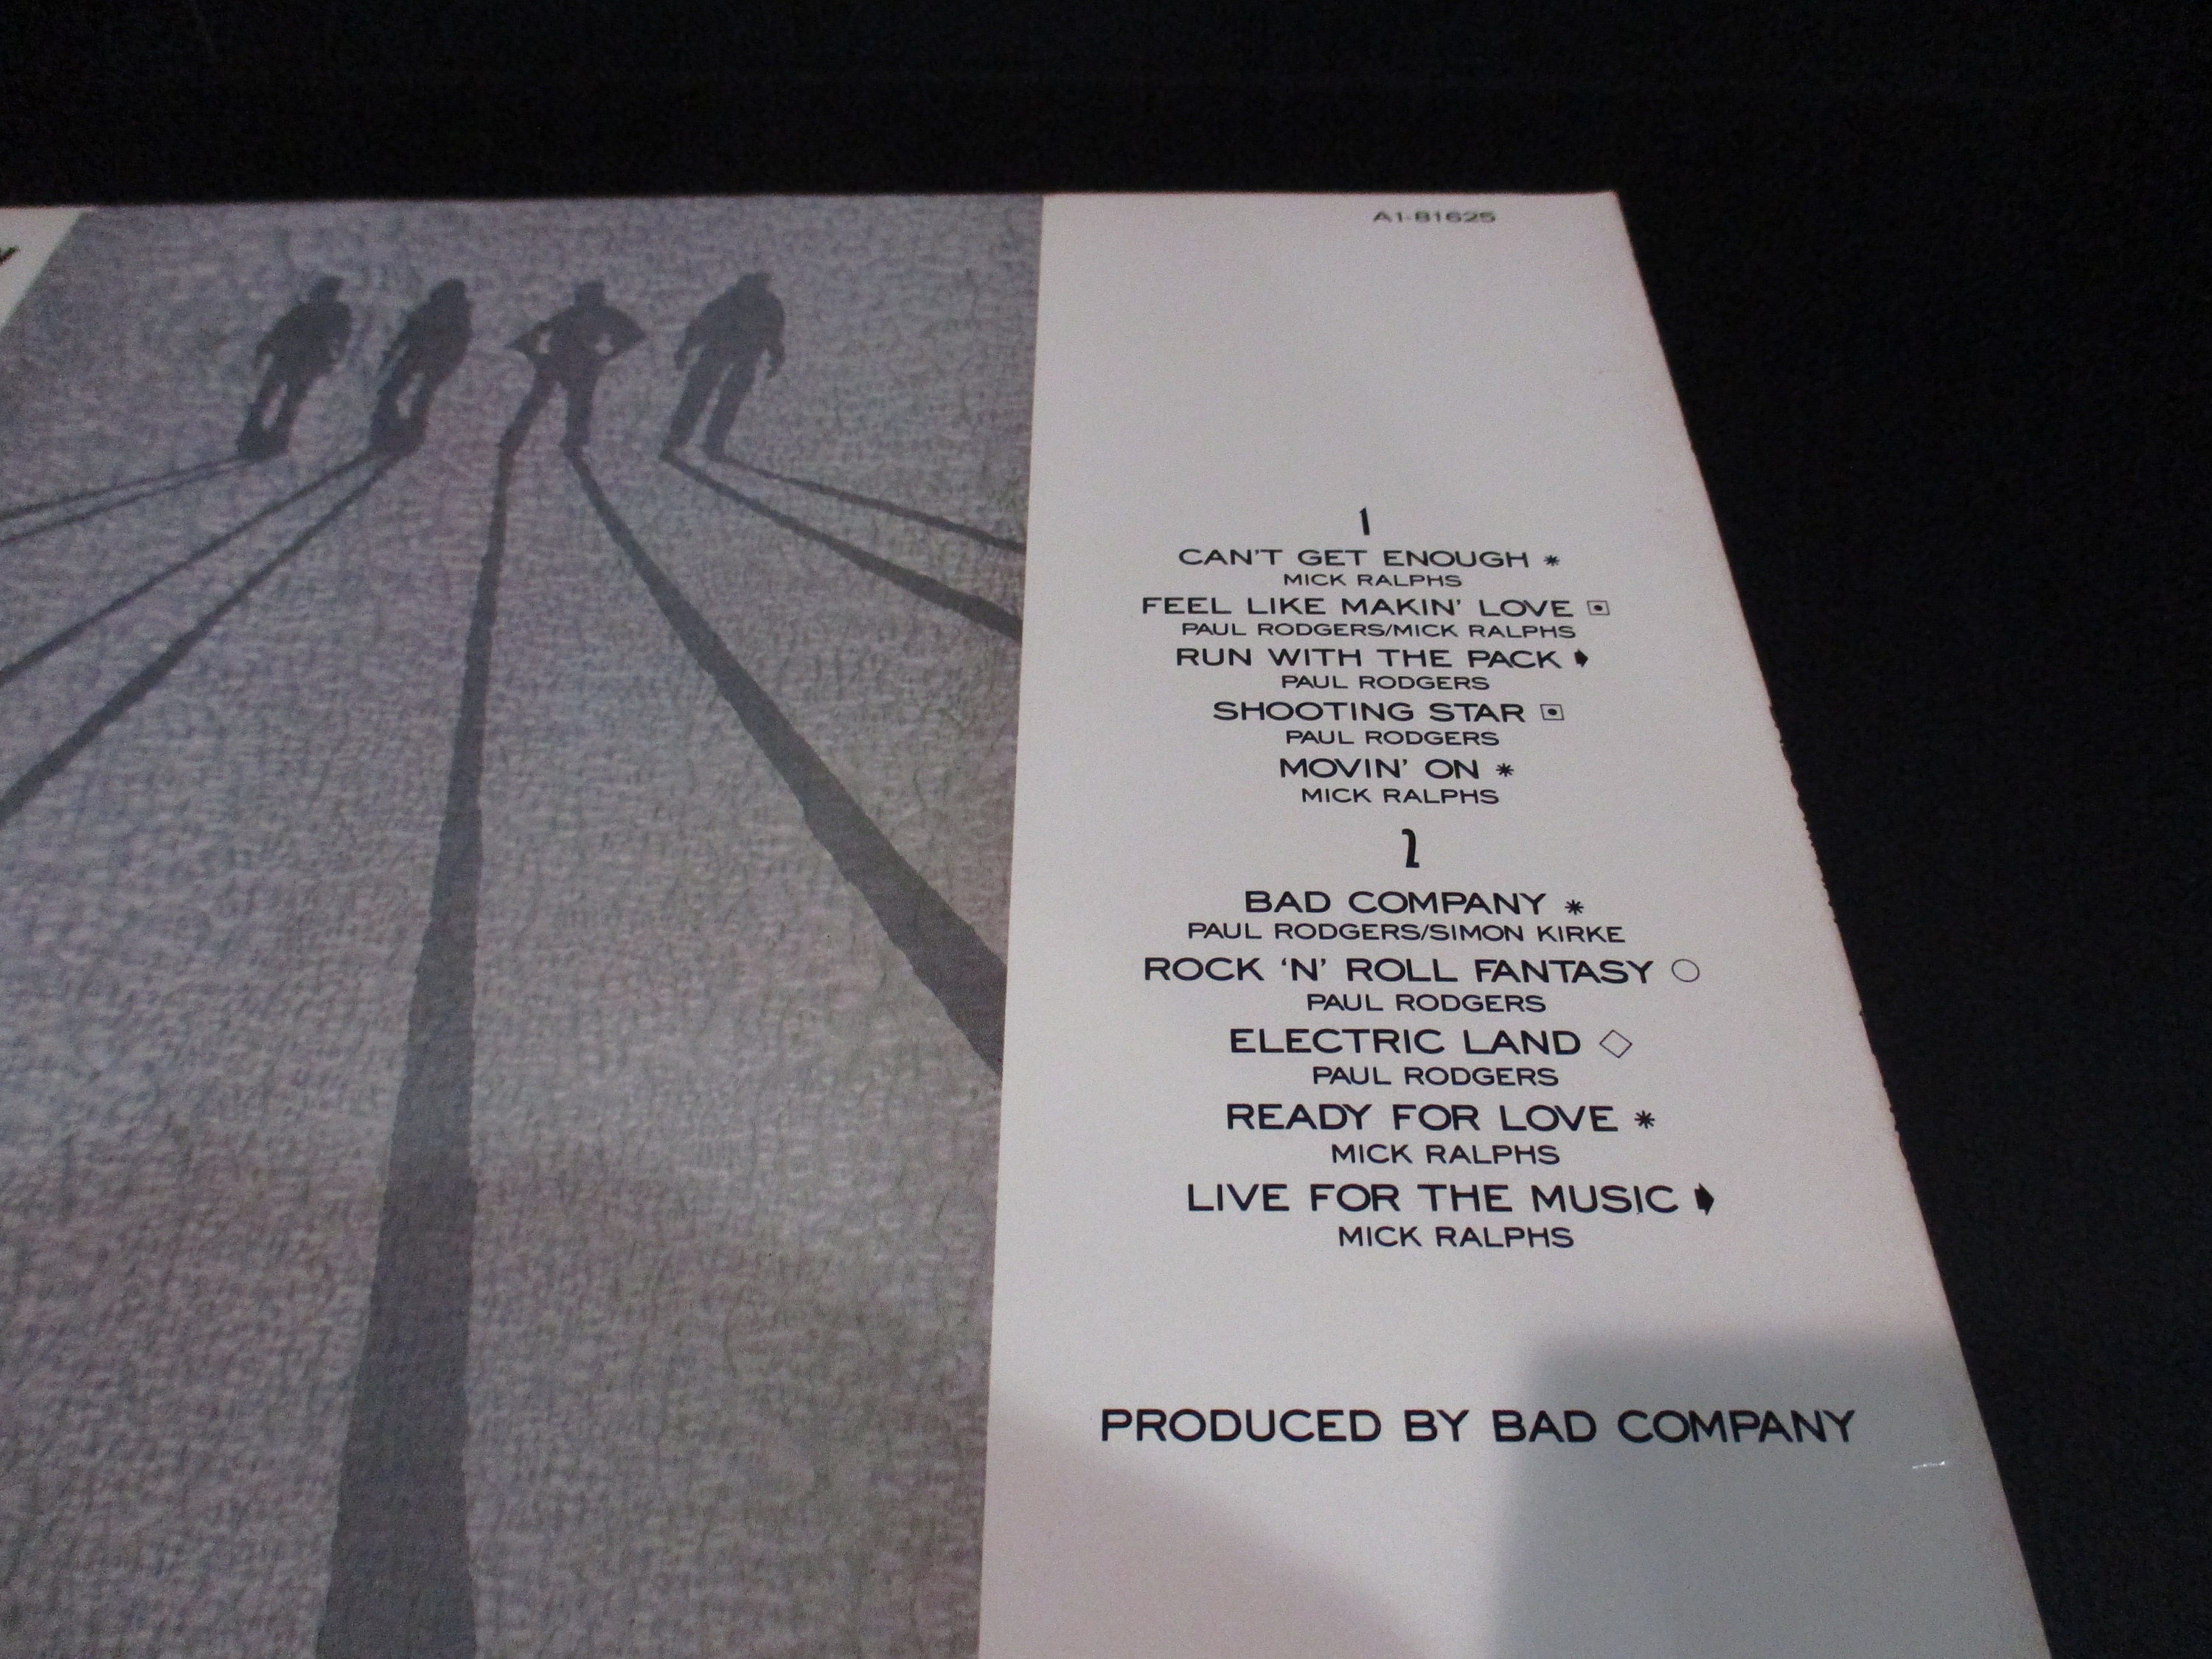 A1-81625
1
CAN'T GET ENOUGH *
MICK RALPHS
FEEL LIKE MAKIN' LOVE
PAUL RODGERS/MICK RALPHS
RUN WITH THE PACK
PAUL RODGERS
SHOOTING STAR
PAUL RODGERS
MOVIN' ON *
MICK RALPHS
2
BAD COMPANY *
PAUL RODGERS/SIMON KIRKE
ROCK 'N' ROLL FANTASY ○
PAUL RODGERS
ELECTRIC LAND ◇
PAUL RODGERS
READY FOR LOVE *
MICK RALPHS
LIVE FOR THE MUSIC
MICK RALPHS
PRODUCED BY BAD COMPANY